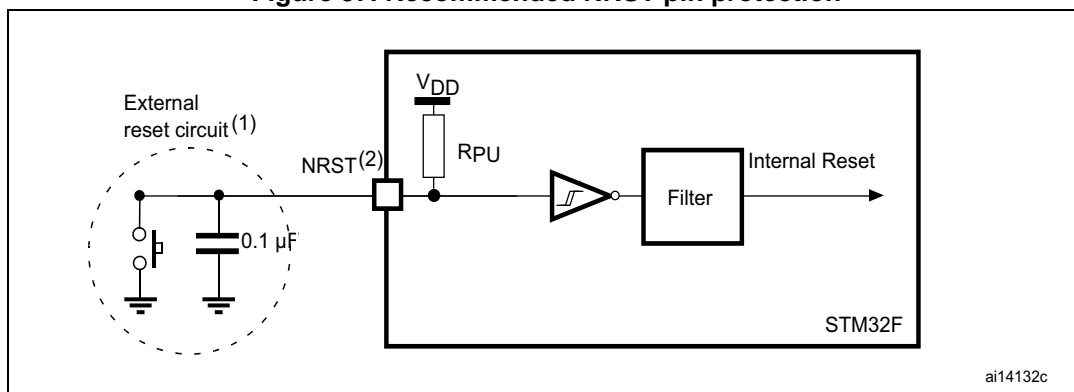 Figure 37. Recommended NRST pin protection
External
reset circuit(1)
NRST(2)
VDD
RPU
0.1 µF
Filter
Internal Reset
STM32F
ai14132c